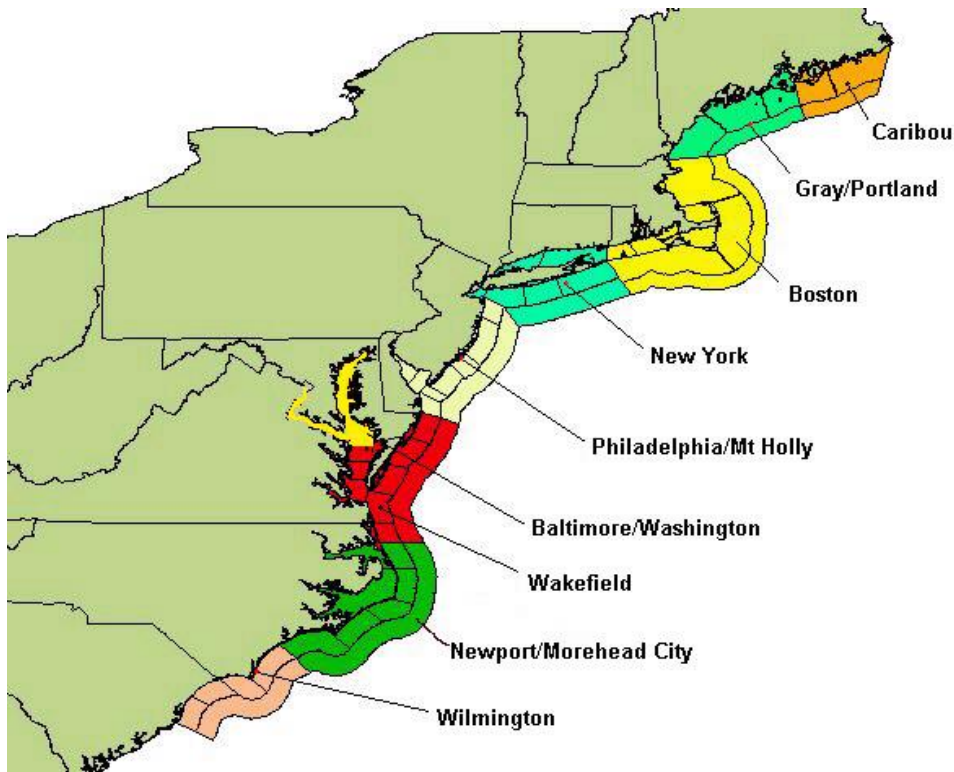 Caribou
Gray/Portland
Boston
New York
Philadelphia/Mt Holly
Baltimore/Washington
Wakefield
Newport/Morehead City
Wilmington